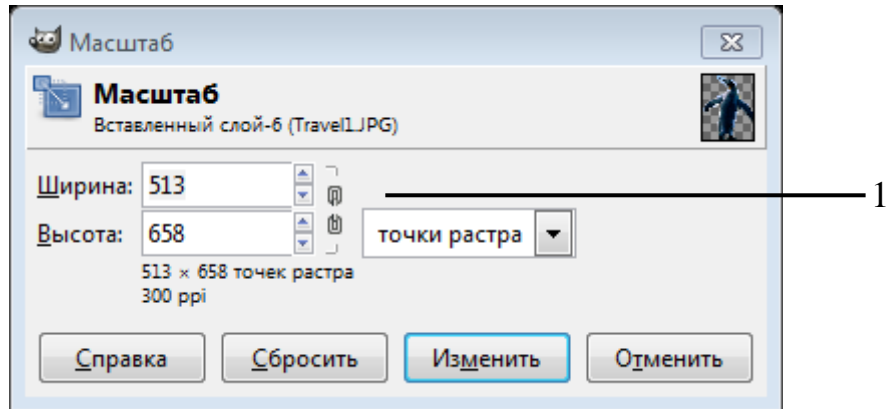 Масштаб
Масштаб
Вставленный слой-6 (Travel1.JPG)
Ширина: 513
1
Высота: 658 точки растра
513 × 658 точек растра
300 ppi
Справка Сбросить Изменить Отменить